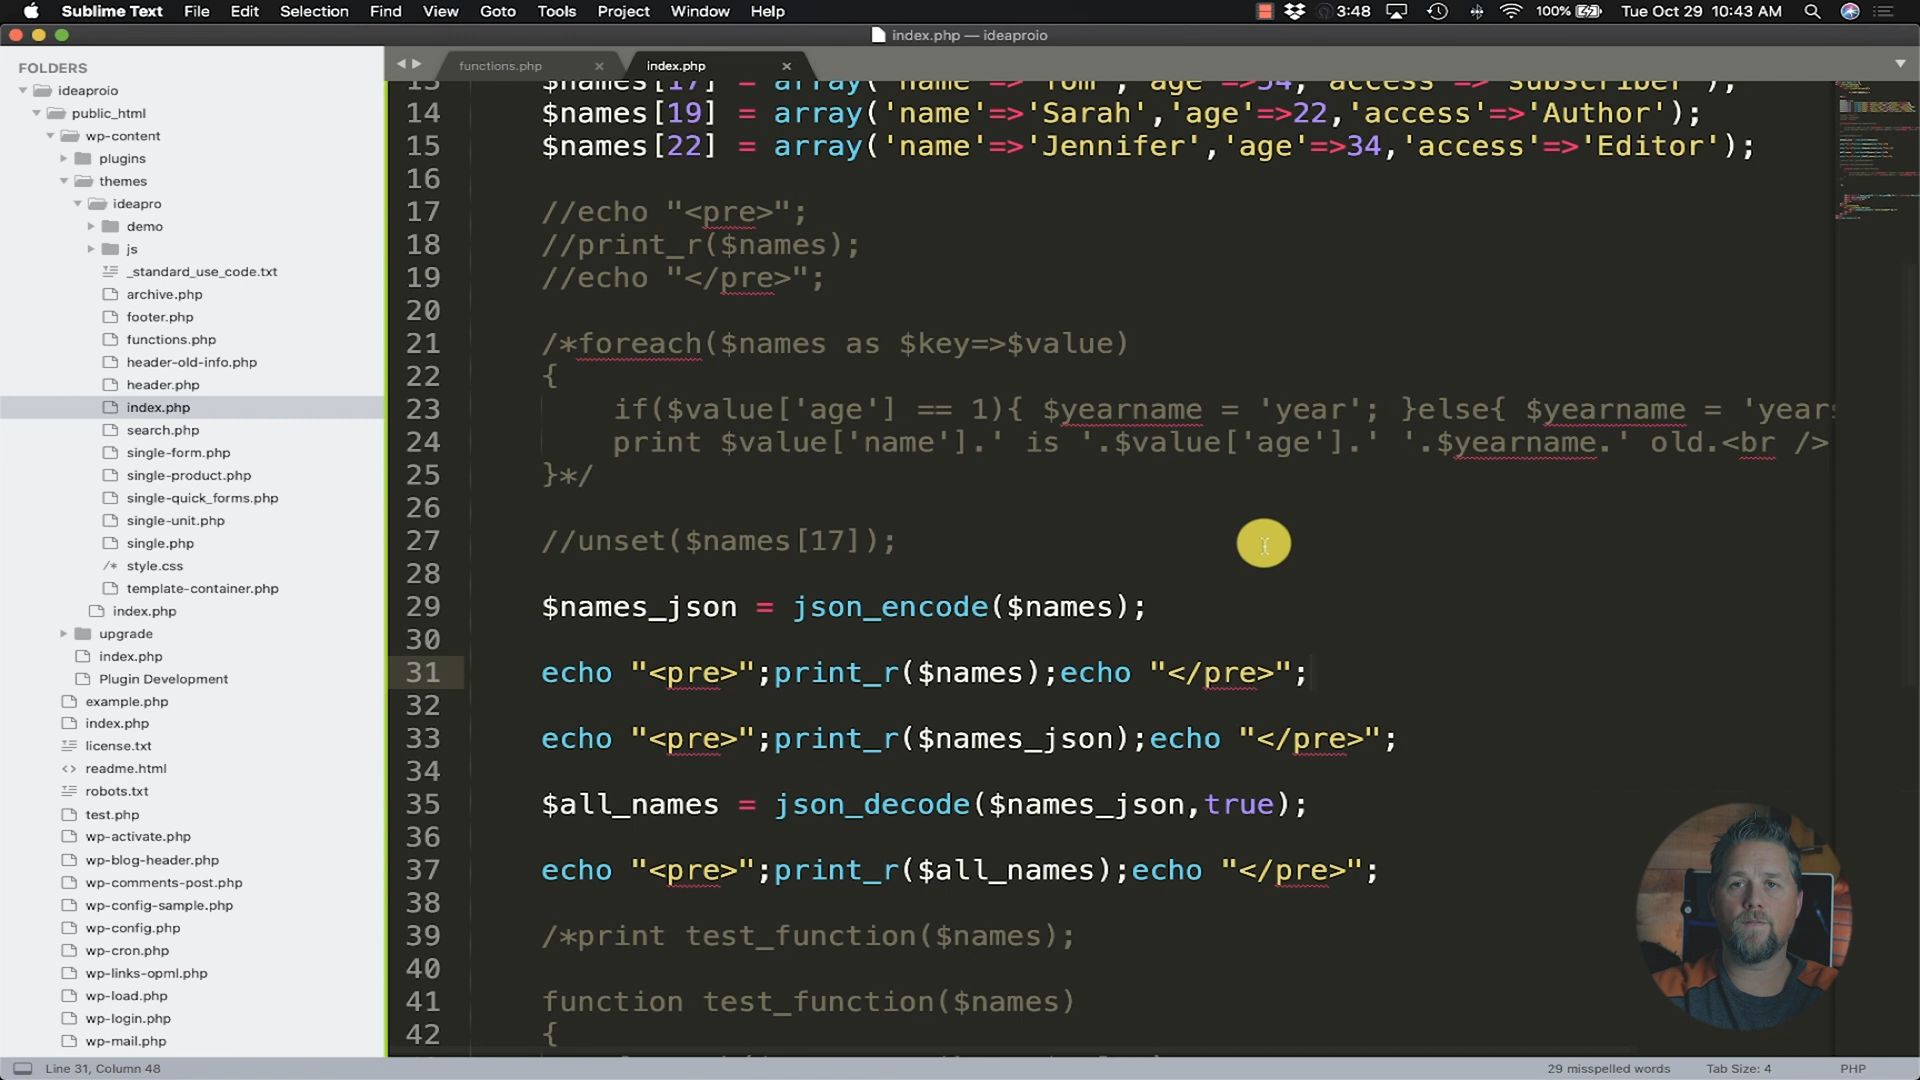 Sublime Text File Edit Selection Find View Goto Tools Project Window Help 3:48 100% Tue Oct 29 10:43 AM
index.php — ideaproio
FOLDERS
ideaproio
public_html
wp-content
plugins
themes
ideapro
demo
js
_standard_use_code.txt
archive.php
footer.php
functions.php
header-old-info.php
header.php
index.php
search.php
single-form.php
single-product.php
single-quick_forms.php
single-unit.php
single.php
/* style.css
template-container.php
index.php
upgrade
index.php
Plugin Development
example.php
index.php
license.txt
<> readme.html
robots.txt
test.php
wp-activate.php
wp-blog-header.php
wp-comments-post.php
wp-config-sample.php
wp-config.php
wp-cron.php
wp-links-opml.php
wp-load.php
wp-login.php
wp-mail.php
functions.php × index.php ×
13 $names[17] = array('name'=>'Tom','age'=>54,'access'=>'subscriber');
14 $names[19] = array('name'=>'Sarah','age'=>22,'access'=>'Author');
15 $names[22] = array('name'=>'Jennifer','age'=>34,'access'=>'Editor');
16
17 //echo "<pre>";
18 //print_r($names);
19 //echo "</pre>";
20
21 /*foreach($names as $key=>$value)
22 {
23 if($value['age'] == 1){ $yearname = 'year'; }else{ $yearname = 'years
24 print $value['name'].' is '.$value['age'].' '.$yearname.' old.<br />
25 }*/
26
27 //unset($names[17]);
28
29 $names_json = json_encode($names);
30
31 echo "<pre>";print_r($names);echo "</pre>";
32
33 echo "<pre>";print_r($names_json);echo "</pre>";
34
35 $all_names = json_decode($names_json,true);
36
37 echo "<pre>";print_r($all_names);echo "</pre>";
38
39 /*print test_function($names);
40
41 function test_function($names)
42 {
Line 31, Column 48 29 misspelled words Tab Size: 4 PHP